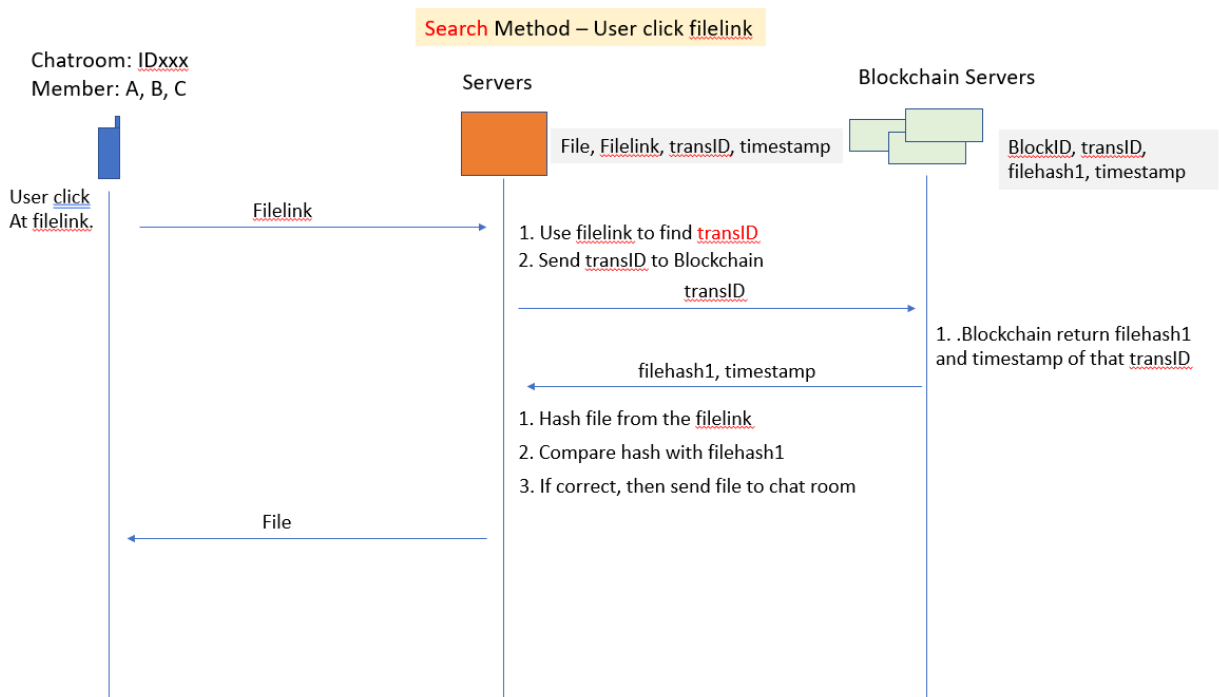 Search Method – User click filelink
Chatroom: IDxxx
Member: A, B, C
Servers
Blockchain Servers
File, Filelink, transID, timestamp
BlockID, transID,
filehash1, timestamp
User click
At filelink.
Filelink
1. Use filelink to find transID
2. Send transID to Blockchain
transID
1. .Blockchain return filehash1
and timestamp of that transID
filehash1, timestamp
1. Hash file from the filelink
2. Compare hash with filehash1
3. If correct, then send file to chat room
File